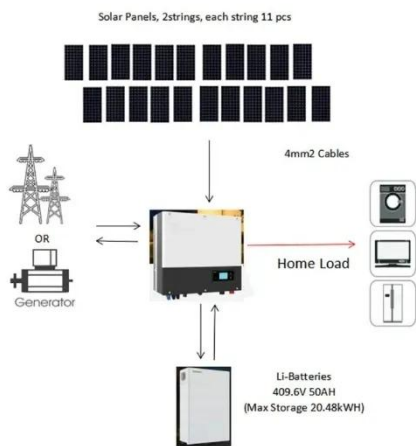 Solar Panels, 2strings, each string 11 pcs
4mm2 Cables
OR
Generator
Home Load
Li-Batteries
409.6V 50AH
(Max Storage 20.48kWH)